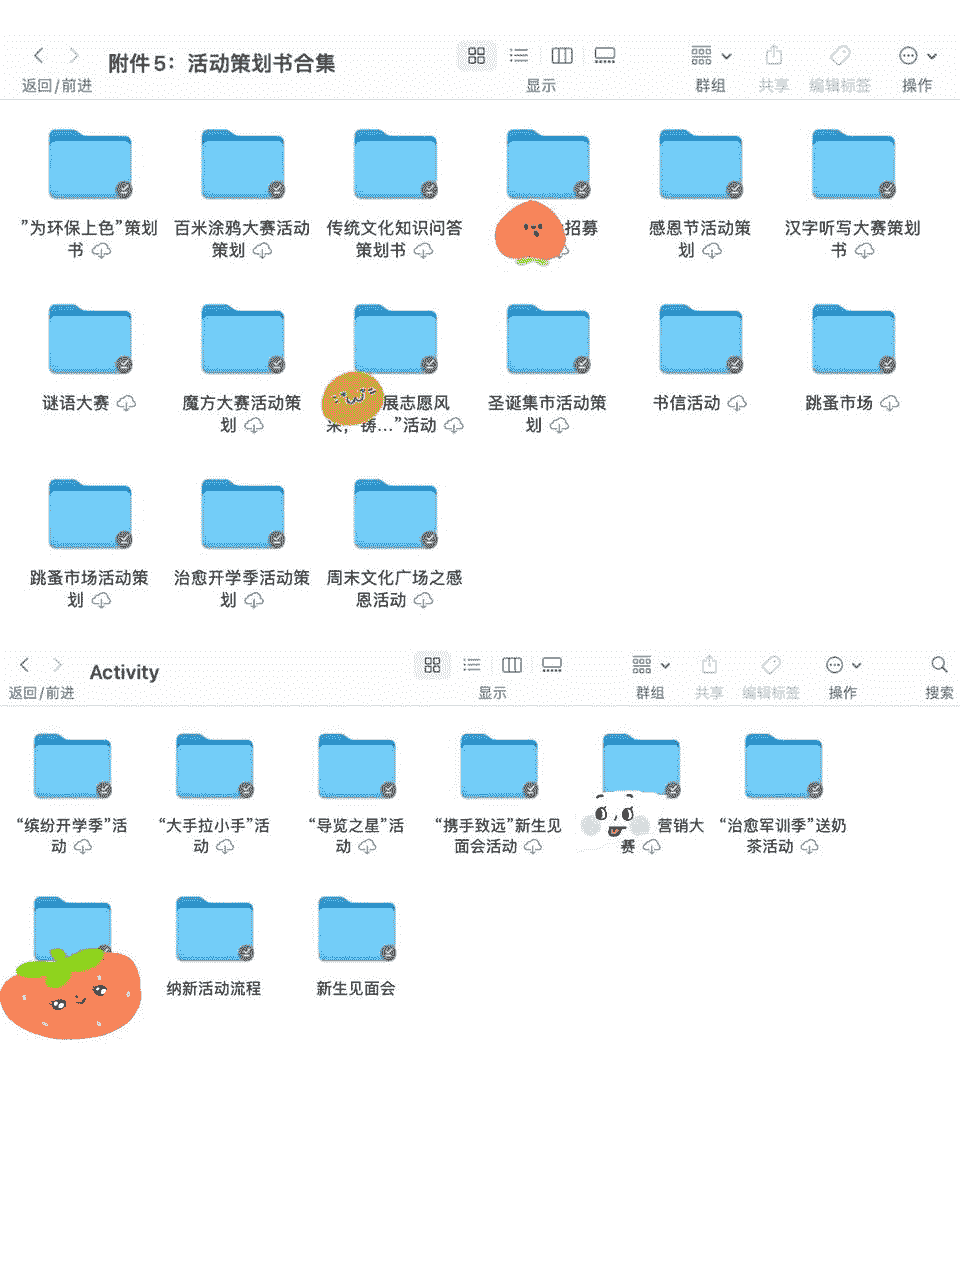 附件 5：活动策划书合集
返回/前进
显示
群组
共享
编辑标签
操作
”为环保上色”策划
书
百米涂鸦大赛活动
策划
传统文化知识问答
策划书
招募
感恩节活动策
划
汉字听写大赛策划
书
谜语大赛
魔方大赛活动策
划
展志愿风
采，铸...”活动
圣诞集市活动策
划
书信活动
跳蚤市场
跳蚤市场活动策
划
治愈开学季活动策
划
周末文化广场之感
恩活动
Activity
返回/前进
显示
群组
共享
编辑标签
操作
搜索
“缤纷开学季”活
动
“大手拉小手”活
动
“导览之星”活
动
“携手致远”新生见
面会活动
营销大
赛
“治愈军训季”送奶
茶活动
纳新活动流程
新生见面会